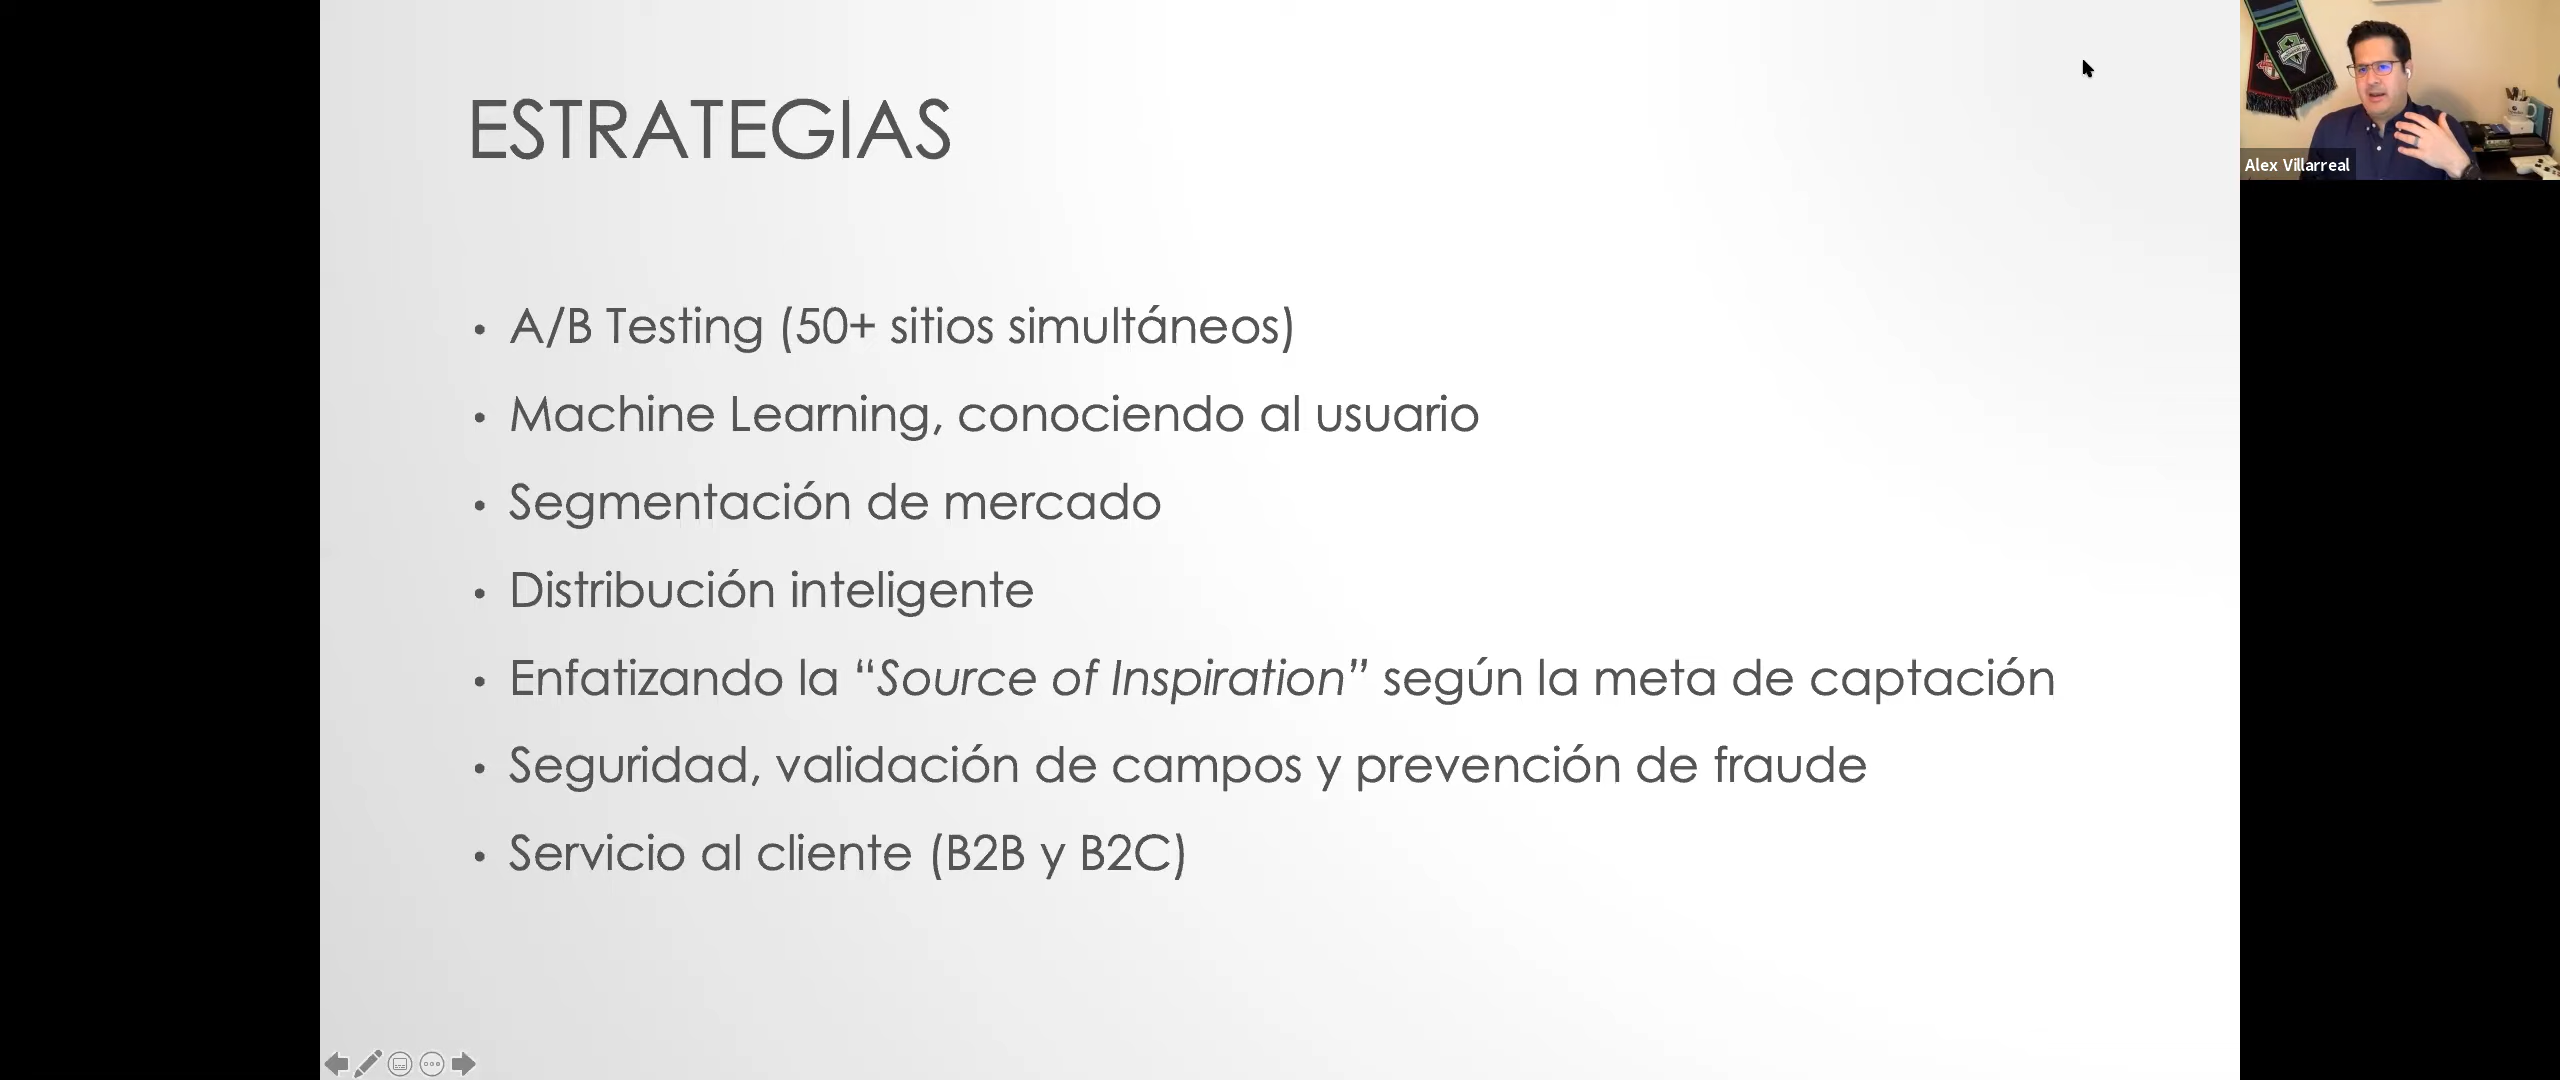 ESTRATEGIAS
• A/B Testing (50+ sitios simultáneos)
• Machine Learning, conociendo al usuario
• Segmentación de mercado
• Distribución inteligente
• Enfatizando la “Source of Inspiration” según la meta de captación
• Seguridad, validación de campos y prevención de fraude
• Servicio al cliente (B2B y B2C)
Alex Villarreal